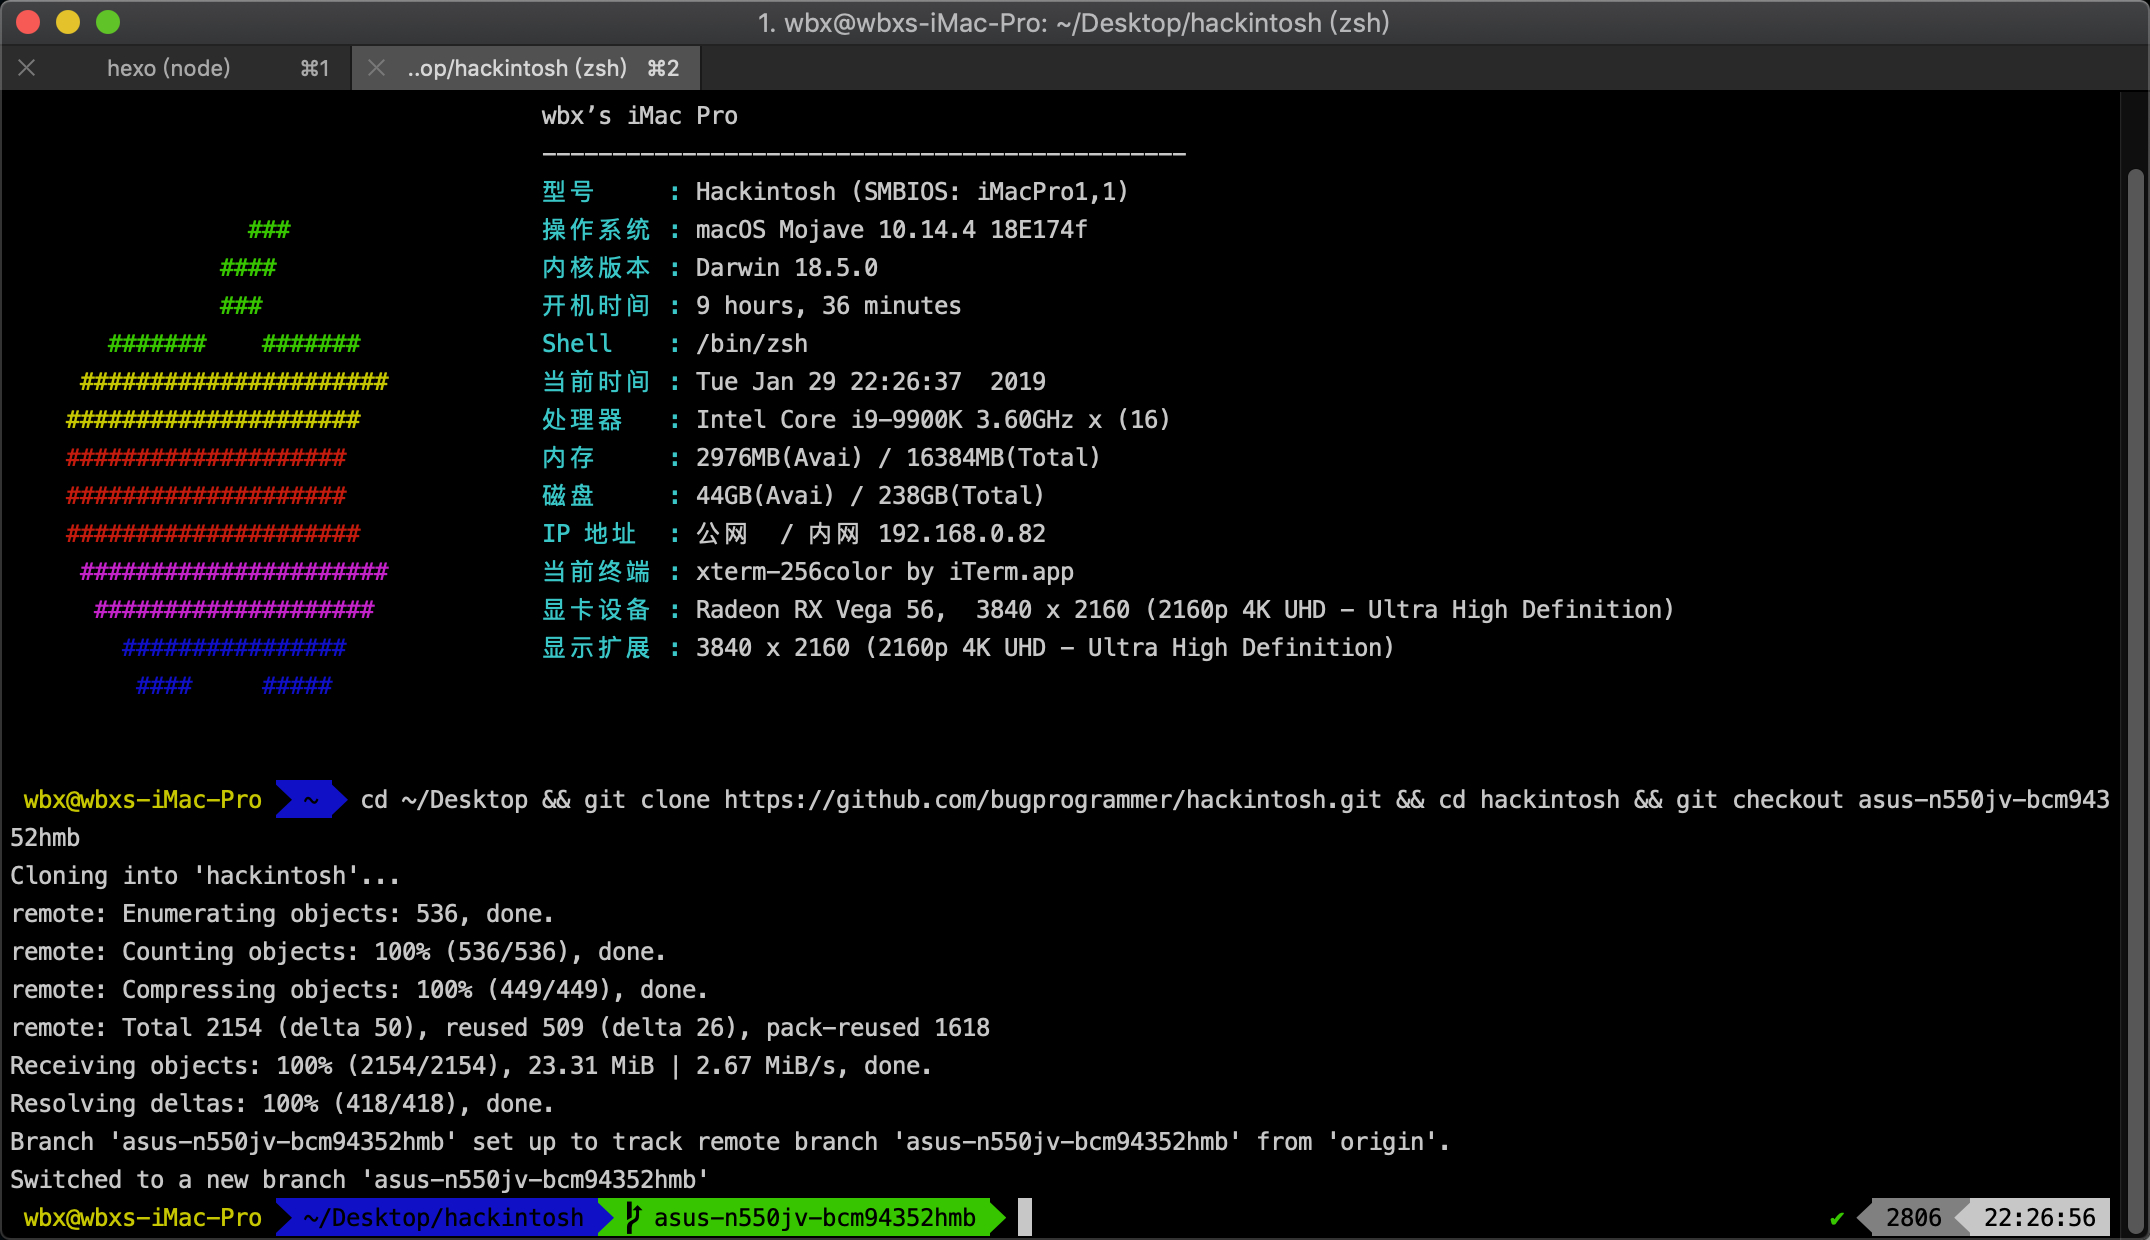 1. wbx@wbxs-iMac-Pro: ~/Desktop/hackintosh (zsh)
hexo (node) ⌘1 ..op/hackintosh (zsh) ⌘2
wbx’s iMac Pro
----------------------------------------------
型号 : Hackintosh (SMBIOS: iMacPro1,1)
### 操作系统 : macOS Mojave 10.14.4 18E174f
#### 内核版本 : Darwin 18.5.0
### 开机时间 : 9 hours, 36 minutes
####### ####### Shell : /bin/zsh
###################### 当前时间 : Tue Jan 29 22:26:37 2019
##################### 处理器 : Intel Core i9-9900K 3.60GHz x (16)
#################### 内存 : 2976MB(Avai) / 16384MB(Total)
#################### 磁盘 : 44GB(Avai) / 238GB(Total)
##################### IP 地址 : 公网 / 内网 192.168.0.82
###################### 当前终端 : xterm-256color by iTerm.app
#################### 显卡设备 : Radeon RX Vega 56, 3840 x 2160 (2160p 4K UHD - Ultra High Definition)
################ 显示扩展 : 3840 x 2160 (2160p 4K UHD - Ultra High Definition)
#### #####
wbx@wbxs-iMac-Pro ~ cd ~/Desktop && git clone https://github.com/bugprogrammer/hackintosh.git && cd hackintosh && git checkout asus-n550jv-bcm943
52hmb
Cloning into 'hackintosh'...
remote: Enumerating objects: 536, done.
remote: Counting objects: 100% (536/536), done.
remote: Compressing objects: 100% (449/449), done.
remote: Total 2154 (delta 50), reused 509 (delta 26), pack-reused 1618
Receiving objects: 100% (2154/2154), 23.31 MiB | 2.67 MiB/s, done.
Resolving deltas: 100% (418/418), done.
Branch 'asus-n550jv-bcm94352hmb' set up to track remote branch 'asus-n550jv-bcm94352hmb' from 'origin'.
Switched to a new branch 'asus-n550jv-bcm94352hmb'
wbx@wbxs-iMac-Pro ~/Desktop/hackintosh asus-n550jv-bcm94352hmb ✔ 2806 22:26:56